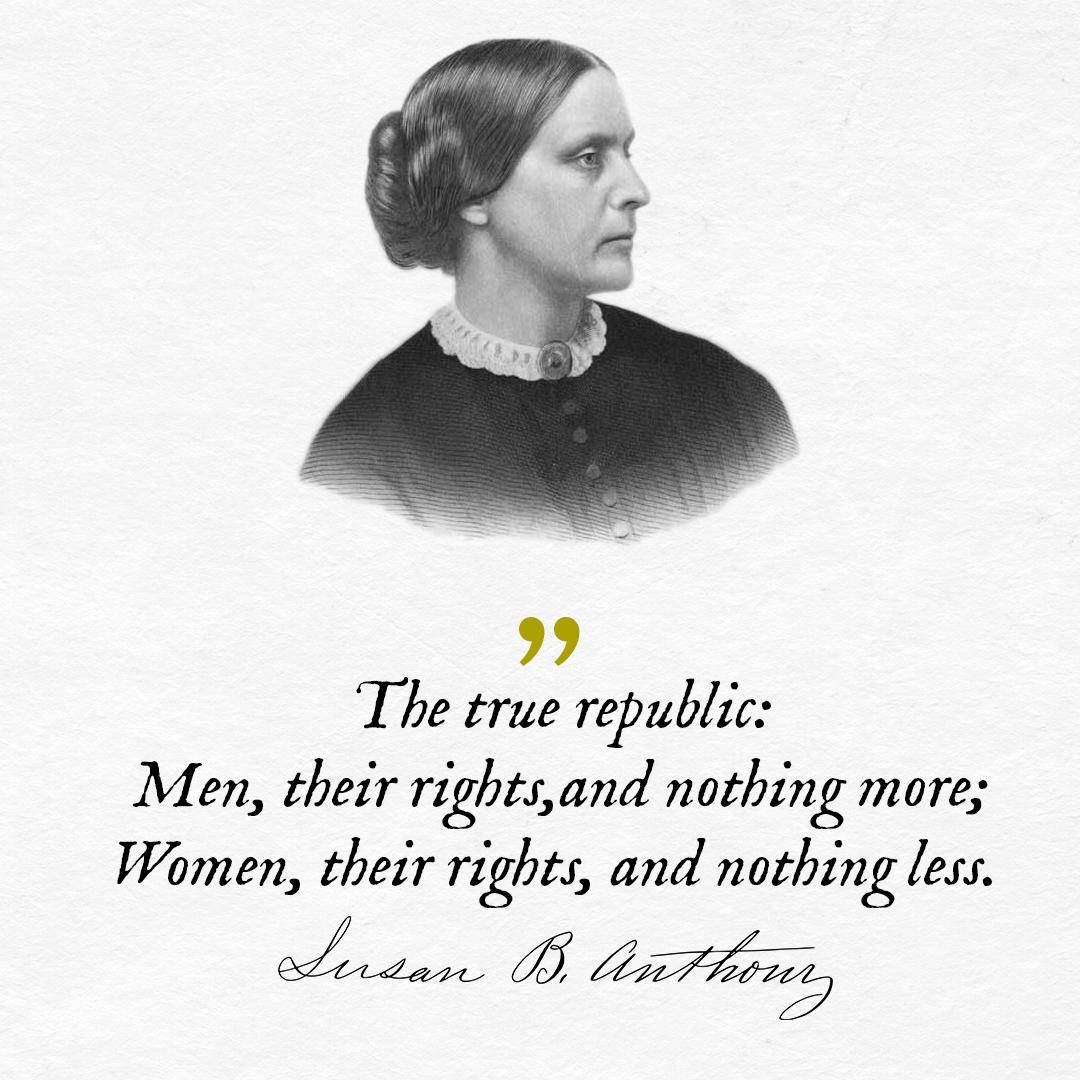 ”
The true republic:
Men, their rights,and nothing more;
Women, their rights, and nothing less.
Susan B. Anthony